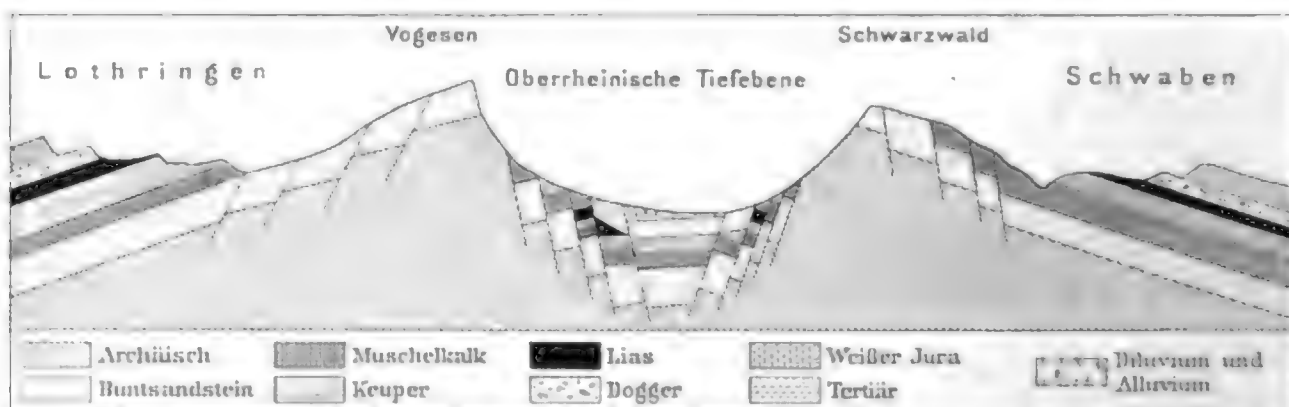 Vogesen Schwarzwald
Lothringen Oberrheinische Tiefebene Schwaben
Archäisch Muschelkalk Lias Weißer Jura Diluvium und
Buntsandstein Keuper Dogger Tertiär Alluvium